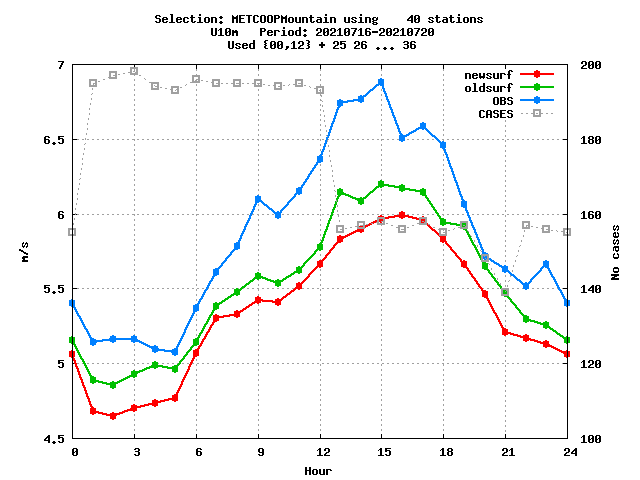 Selection: METCOOPMountain using    40 stations
U10m   Period: 20210716-20210720
Used {00,12} + 25 26 ... 36
newsurf
oldsurf
OBS
CASES
7
6.5
6
5.5
5
4.5
200
180
160
140
120
100
m/s
No cases
0 3 6 9 12 15 18 21 24
Hour